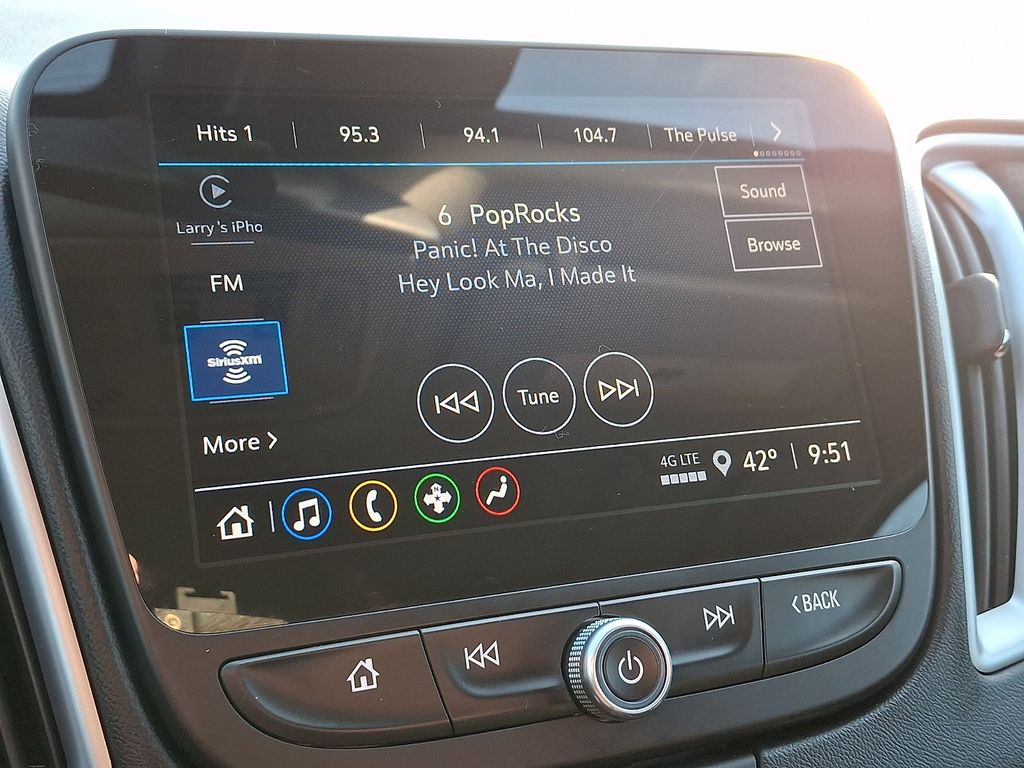 Hits 1 95.3 94.1 104.7 The Pulse
Larry's iPho
6 PopRocks
Panic! At The Disco
Hey Look Ma, I Made It
Sound
Browse
FM
SiriusXM
Tune
More
4G LTE 42° 9:51
N
BACK